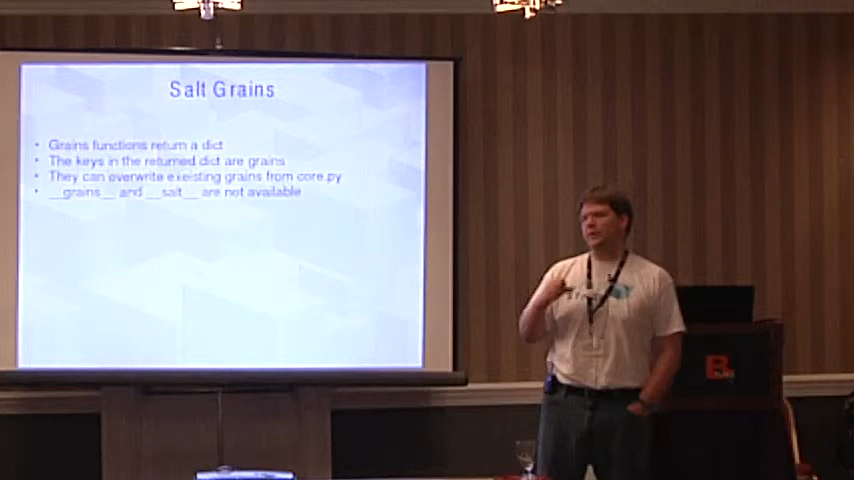 Salt Grains
• Grains functions return a dict
• The keys in the returned dict are grains
• They can overwrite exeisting grains from core.py
• __grains__ and __salt__ are not available